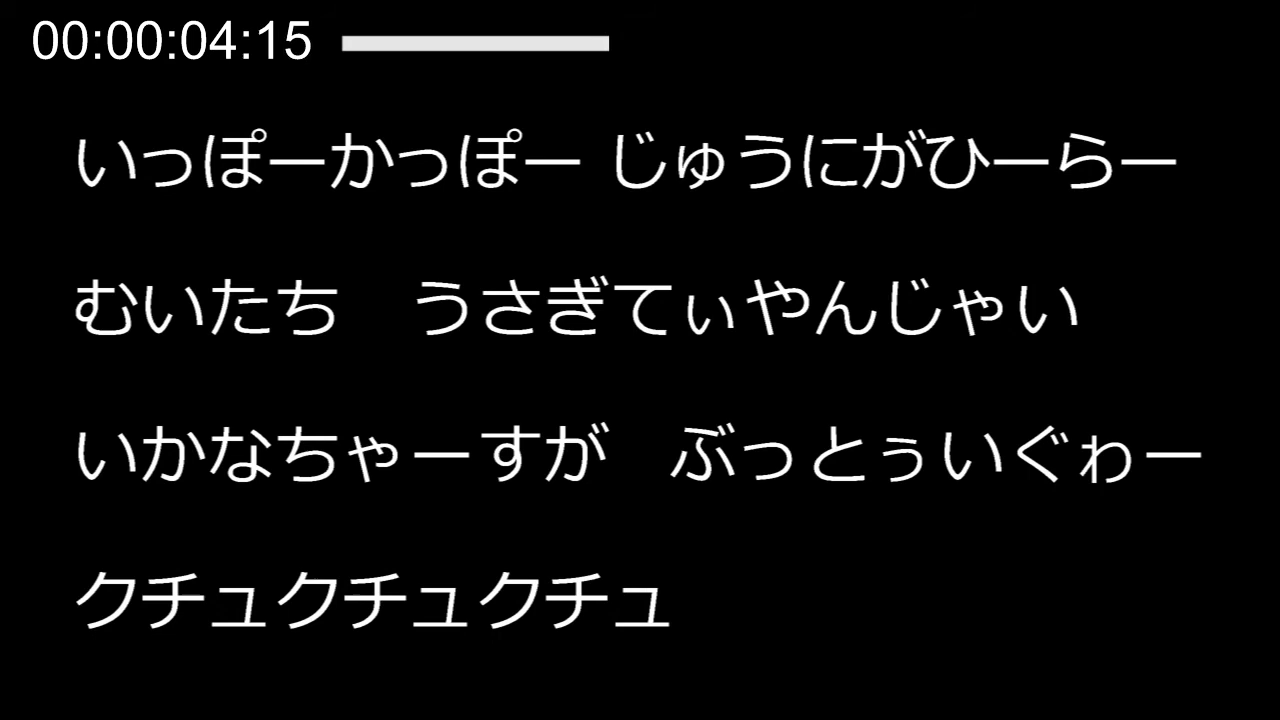 00:00:04:15
いっぽーかっぽー じゅうにがひーらー
むいたち　うさぎてぃやんじゃい
いかなちゃーすが　ぶっとぅいぐゎー
クチュクチュクチュ